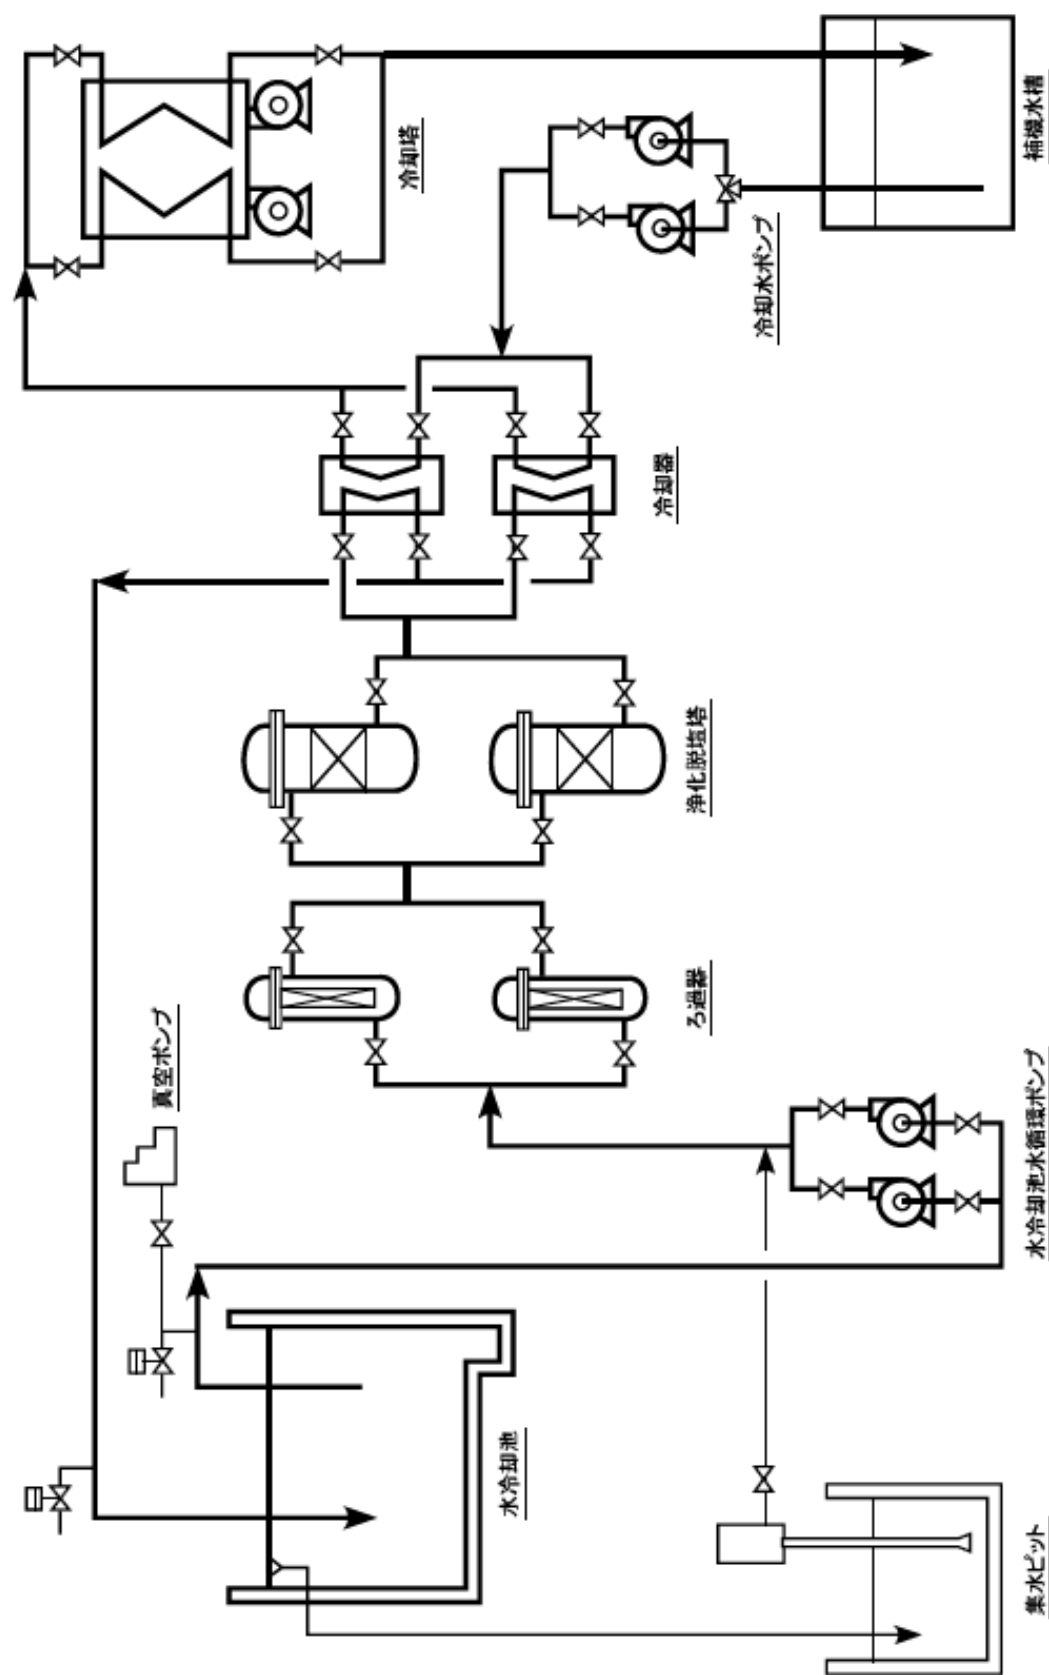 真空ポンプ
水冷却池
集水ピット
水冷却池水循環ポンプ
ろ過器
浄化脱塩塔
冷却器
冷却塔
冷却水ポンプ
補機水槽